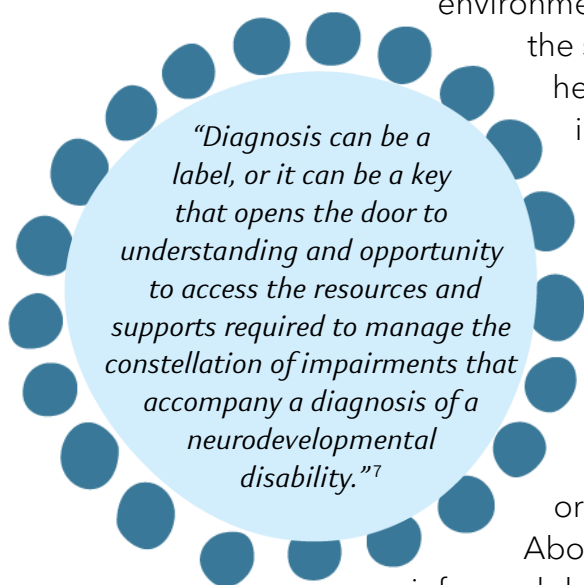 environme
the
he
“Diagnosis can be a
label, or it can be a key
that opens the door to
understanding and opportunity
to access the resources and
supports required to manage the
constellation of impairments that
accompany a diagnosis of a
neurodevelopmental
disability.”7
or
Abo